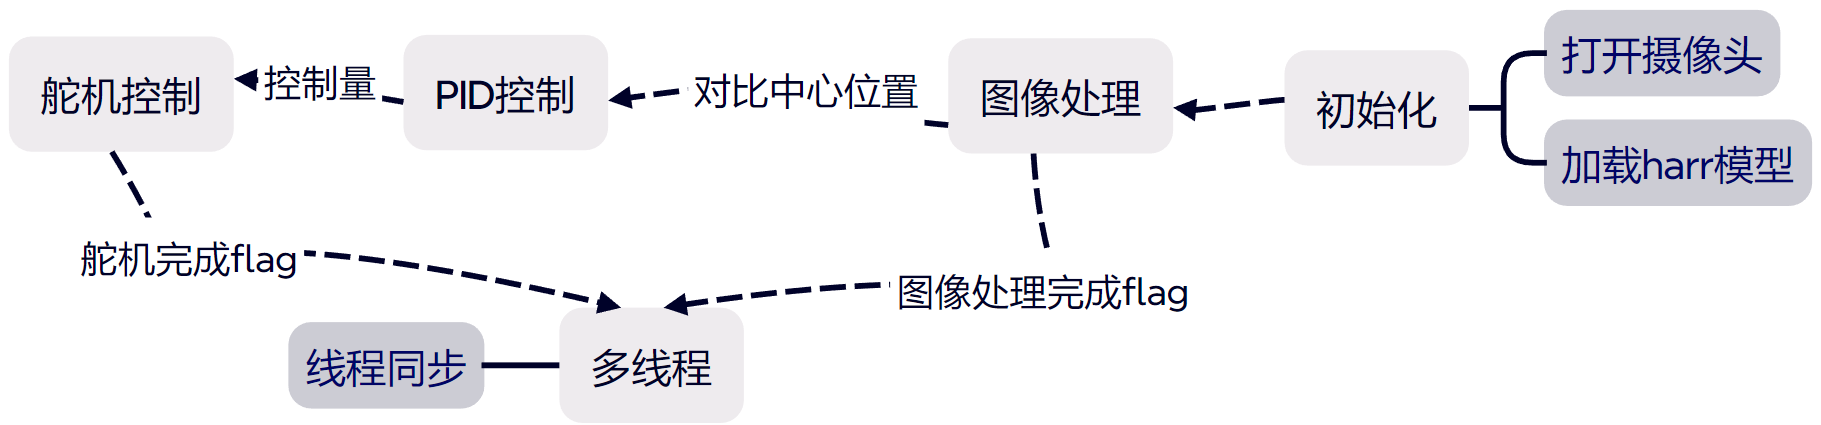 打开摄像头
舵机控制
控制量
PID控制
对比中心位置
图像处理
初始化
加载harr模型
舵机完成flag
图像处理完成flag
线程同步
多线程